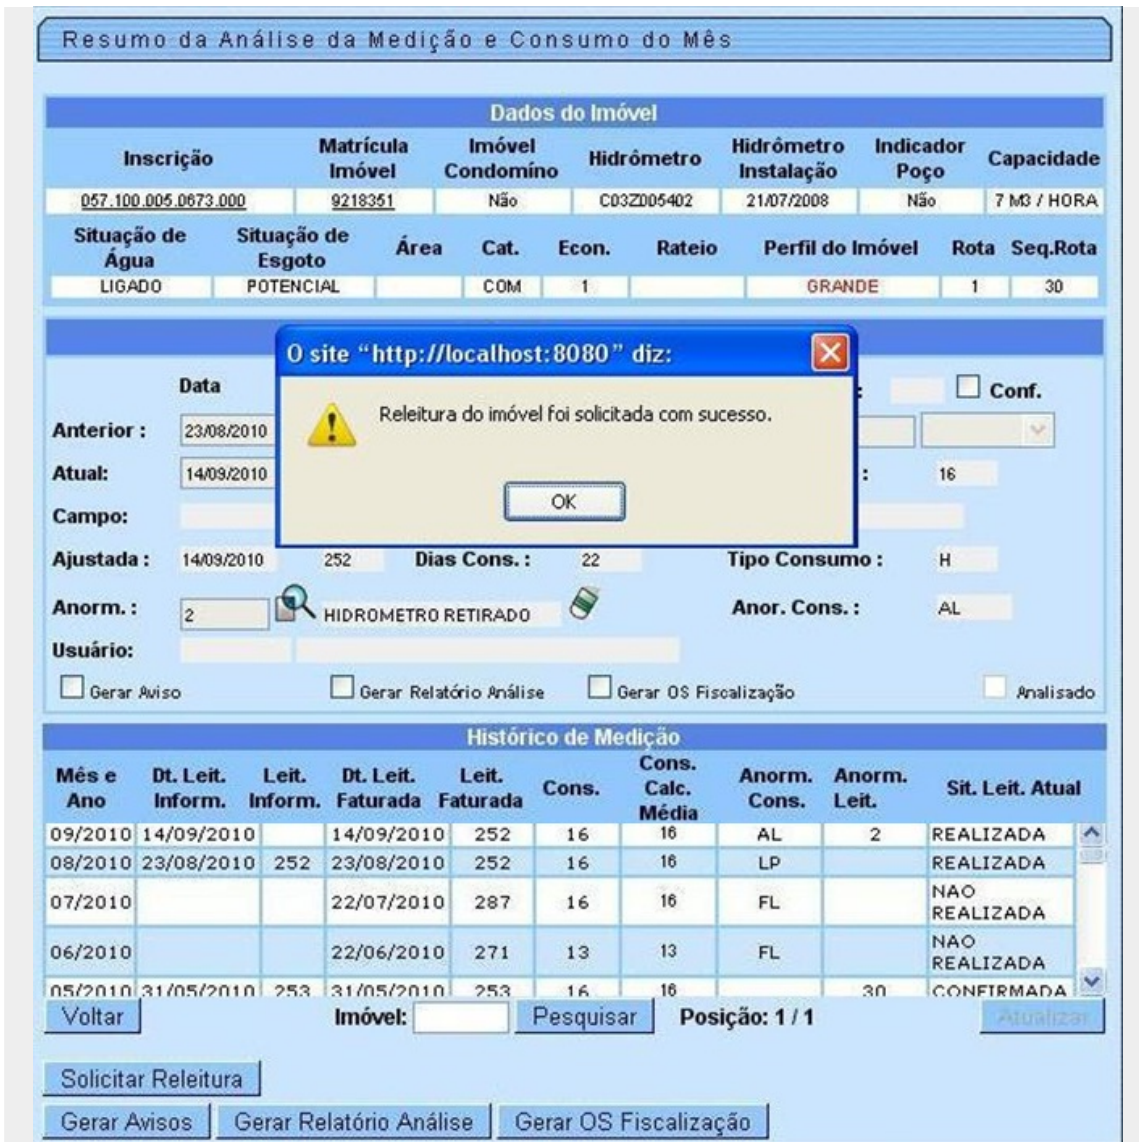 Resumo da Análise da Medição e Consumo do Mês
Dados do Imóvel
Inscrição Matrícula Imóvel Imóvel Condomíno Hidrômetro Hidrômetro Instalação Indicador Poço Capacidade
057.100.005.0673.000 9218351 Não C03Z005402 21/07/2008 Não 7 M3 / HORA
Situação de Água Situação de Esgoto Área Cat. Econ. Rateio Perfil do Imóvel Rota Seq.Rota
LIGADO POTENCIAL COM 1 GRANDE 1 30
O site “http://localhost:8080” diz:
Releitura do imóvel foi solicitada com sucesso.
OK
Data : Conf.
Anterior : 23/08/2010
Atual: 14/09/2010 : 16
Campo:
Ajustada : 14/09/2010 252 Dias Cons. : 22 Tipo Consumo : H
Anorm. : 2 HIDROMETRO RETIRADO Anor. Cons. : AL
Usuário:
Gerar Aviso Gerar Relatório Análise Gerar OS Fiscalização Analisado
Histórico de Medição
Mês e Ano Dt. Leit. Inform. Leit. Inform. Dt. Leit. Faturada Leit. Faturada Cons. Cons. Calc. Média Anorm. Cons. Anorm. Leit. Sit. Leit. Atual
09/2010 14/09/2010 14/09/2010 252 16 16 AL 2 REALIZADA
08/2010 23/08/2010 252 23/08/2010 252 16 16 LP REALIZADA
07/2010 22/07/2010 287 16 16 FL NAO REALIZADA
06/2010 22/06/2010 271 13 13 FL NAO REALIZADA
05/2010 31/05/2010 253 31/05/2010 253 16 16 30 CONFIRMADA
Voltar Imóvel: Pesquisar Posição: 1 / 1 Atualizar
Solicitar Releitura
Gerar Avisos Gerar Relatório Análise Gerar OS Fiscalização